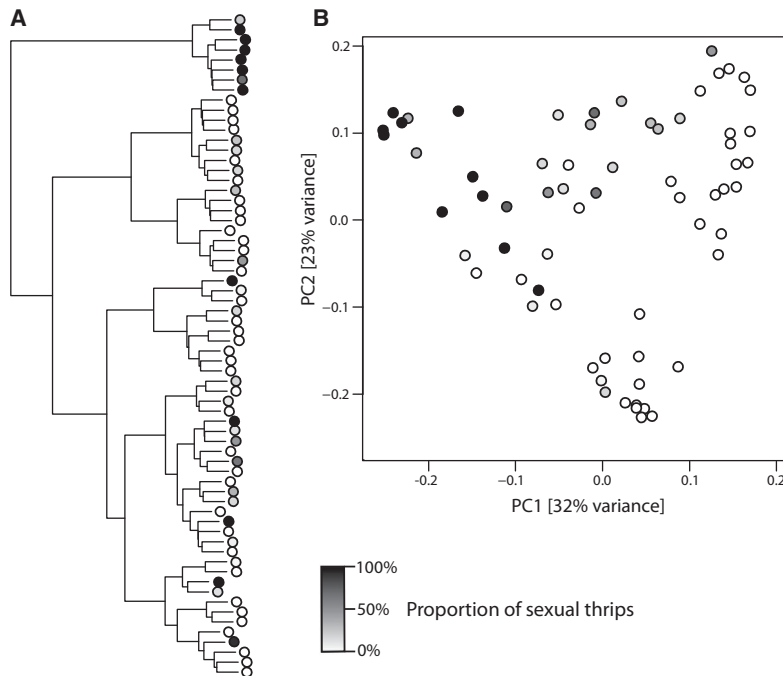 A
B
0.2
0.1
0.0
−0.1
−0.2
PC2 [23% variance]
-0.2
-0.1
0.0
0.1
0.2
PC1 [32% variance]
100%
50%
0%
Proportion of sexual thrips